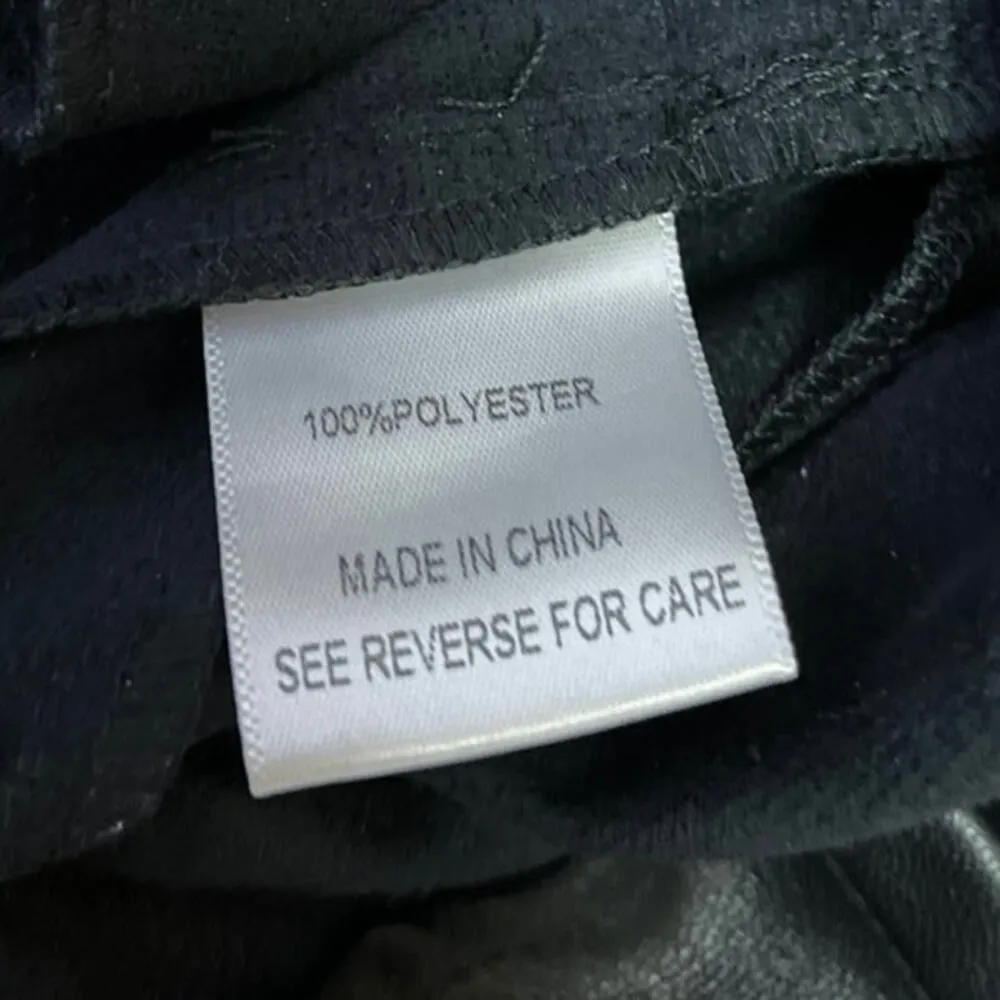 100%POLYESTER
MADE IN CHINA
SEE REVERSE FOR CARE